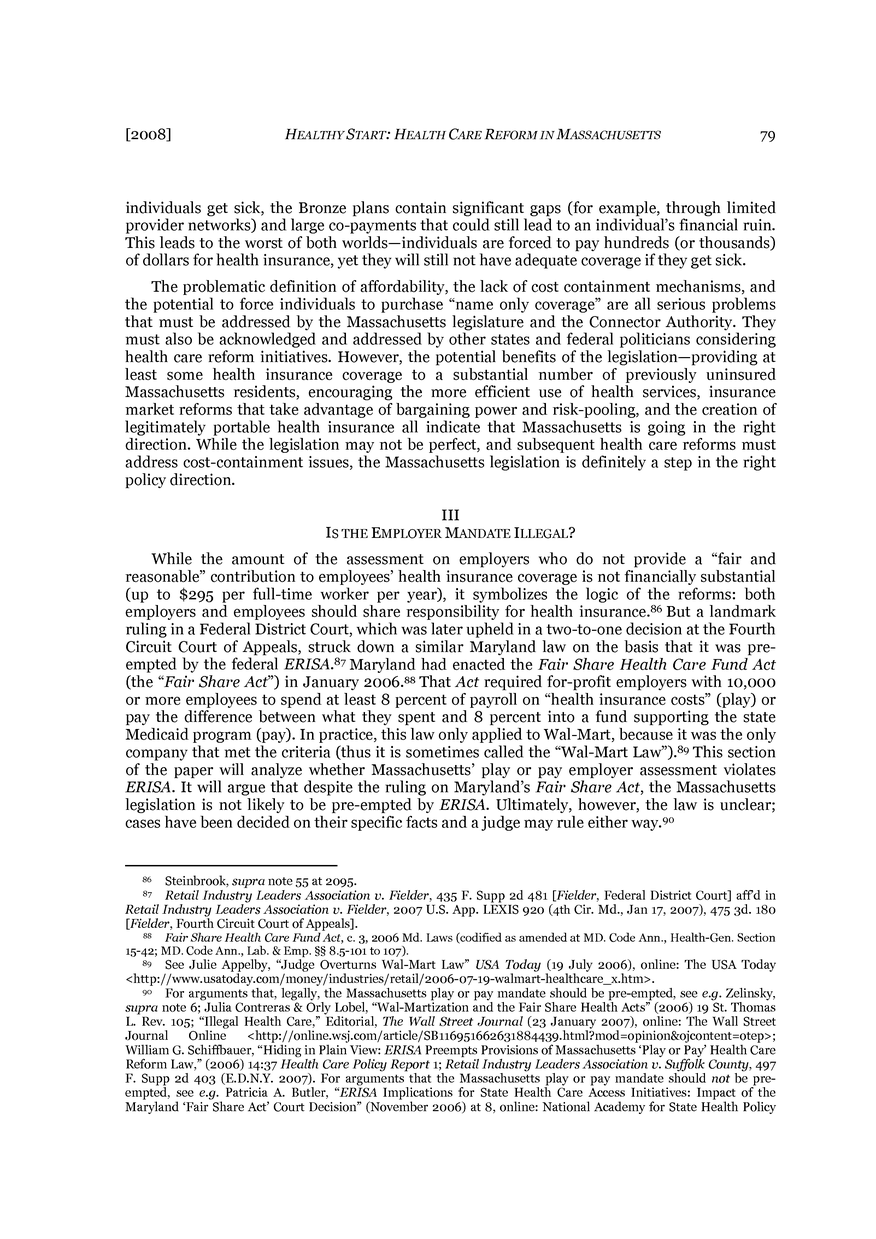 [2008] HEALTHY START: HEALTH CARE REFORM IN MASSACHUSETTS 79
individuals get sick, the Bronze plans contain significant gaps (for example, through limited
provider networks) and large co-payments that could still lead to an individual's financial ruin.
This leads to the worst of both worlds—individuals are forced to pay hundreds (or thousands)
of dollars for health insurance, yet they will still not have adequate coverage if they get sick.
The problematic definition of affordability, the lack of cost containment mechanisms, and
the potential to force individuals to purchase “name only coverage” are all serious problems
that must be addressed by the Massachusetts legislature and the Connector Authority. They
must also be acknowledged and addressed by other states and federal politicians considering
health care reform initiatives. However, the potential benefits of the legislation—providing at
least some health insurance coverage to a substantial number of previously uninsured
Massachusetts residents, encouraging the more efficient use of health services, insurance
market reforms that take advantage of bargaining power and risk-pooling, and the creation of
legitimately portable health insurance all indicate that Massachusetts is going in the right
direction. While the legislation may not be perfect, and subsequent health care reforms must
address cost-containment issues, the Massachusetts legislation is definitely a step in the right
policy direction.
III
IS THE EMPLOYER MANDATE ILLEGAL?
While the amount of the assessment on employers who do not provide a “fair and
reasonable” contribution to employees’ health insurance coverage is not financially substantial
(up to $295 per full-time worker per year), it symbolizes the logic of the reforms: both
employers and employees should share responsibility for health insurance.86 But a landmark
ruling in a Federal District Court, which was later upheld in a two-to-one decision at the Fourth
Circuit Court of Appeals, struck down a similar Maryland law on the basis that it was pre-
empted by the federal ERISA.87 Maryland had enacted the Fair Share Health Care Fund Act
(the “Fair Share Act”) in January 2006.88 That Act required for-profit employers with 10,000
or more employees to spend at least 8 percent of payroll on “health insurance costs” (play) or
pay the difference between what they spent and 8 percent into a fund supporting the state
Medicaid program (pay). In practice, this law only applied to Wal-Mart, because it was the only
company that met the criteria (thus it is sometimes called the “Wal-Mart Law”).89 This section
of the paper will analyze whether Massachusetts’ play or pay employer assessment violates
ERISA. It will argue that despite the ruling on Maryland’s Fair Share Act, the Massachusetts
legislation is not likely to be pre-empted by ERISA. Ultimately, however, the law is unclear;
cases have been decided on their specific facts and a judge may rule either way.90
86 Steinbrook, supra note 55 at 2095.
87 Retail Industry Leaders Association v. Fielder, 435 F. Supp 2d 481 [Fielder, Federal District Court] aff’d in
Retail Industry Leaders Association v. Fielder, 2007 U.S. App. LEXIS 920 (4th Cir. Md., Jan 17, 2007), 475 3d. 180
[Fielder, Fourth Circuit Court of Appeals].
88 Fair Share Health Care Fund Act, c. 3, 2006 Md. Laws (codified as amended at MD. Code Ann., Health-Gen. Section
15-42; MD. Code Ann., Lab. & Emp. §§ 8.5-101 to 107).
89 See Julie Appelby, “Judge Overturns Wal-Mart Law” USA Today (19 July 2006), online: The USA Today
<http://www.usatoday.com/money/industries/retail/2006-07-19-walmart-healthcare_x.htm>.
90 For arguments that, legally, the Massachusetts play or pay mandate should be pre-empted, see e.g. Zelinsky,
supra note 6; Julia Contreras & Orly Lobel, “Wal-Martization and the Fair Share Health Acts” (2006) 19 St. Thomas
L. Rev. 105; “Illegal Health Care,” Editorial, The Wall Street Journal (23 January 2007), online: The Wall Street
Journal Online <http://online.wsj.com/article/SB116951662631884439.html?mod=opinion&ojcontent=otep>;
William G. Schiffbauer, “Hiding in Plain View: ERISA Preempts Provisions of Massachusetts ‘Play or Pay’ Health Care
Reform Law,” (2006) 14:37 Health Care Policy Report 1; Retail Industry Leaders Association v. Suffolk County, 497
F. Supp 2d 403 (E.D.N.Y. 2007). For arguments that the Massachusetts play or pay mandate should not be pre-
empted, see e.g. Patricia A. Butler, “ERISA Implications for State Health Care Access Initiatives: Impact of the
Maryland ‘Fair Share Act’ Court Decision” (November 2006) at 8, online: National Academy for State Health Policy